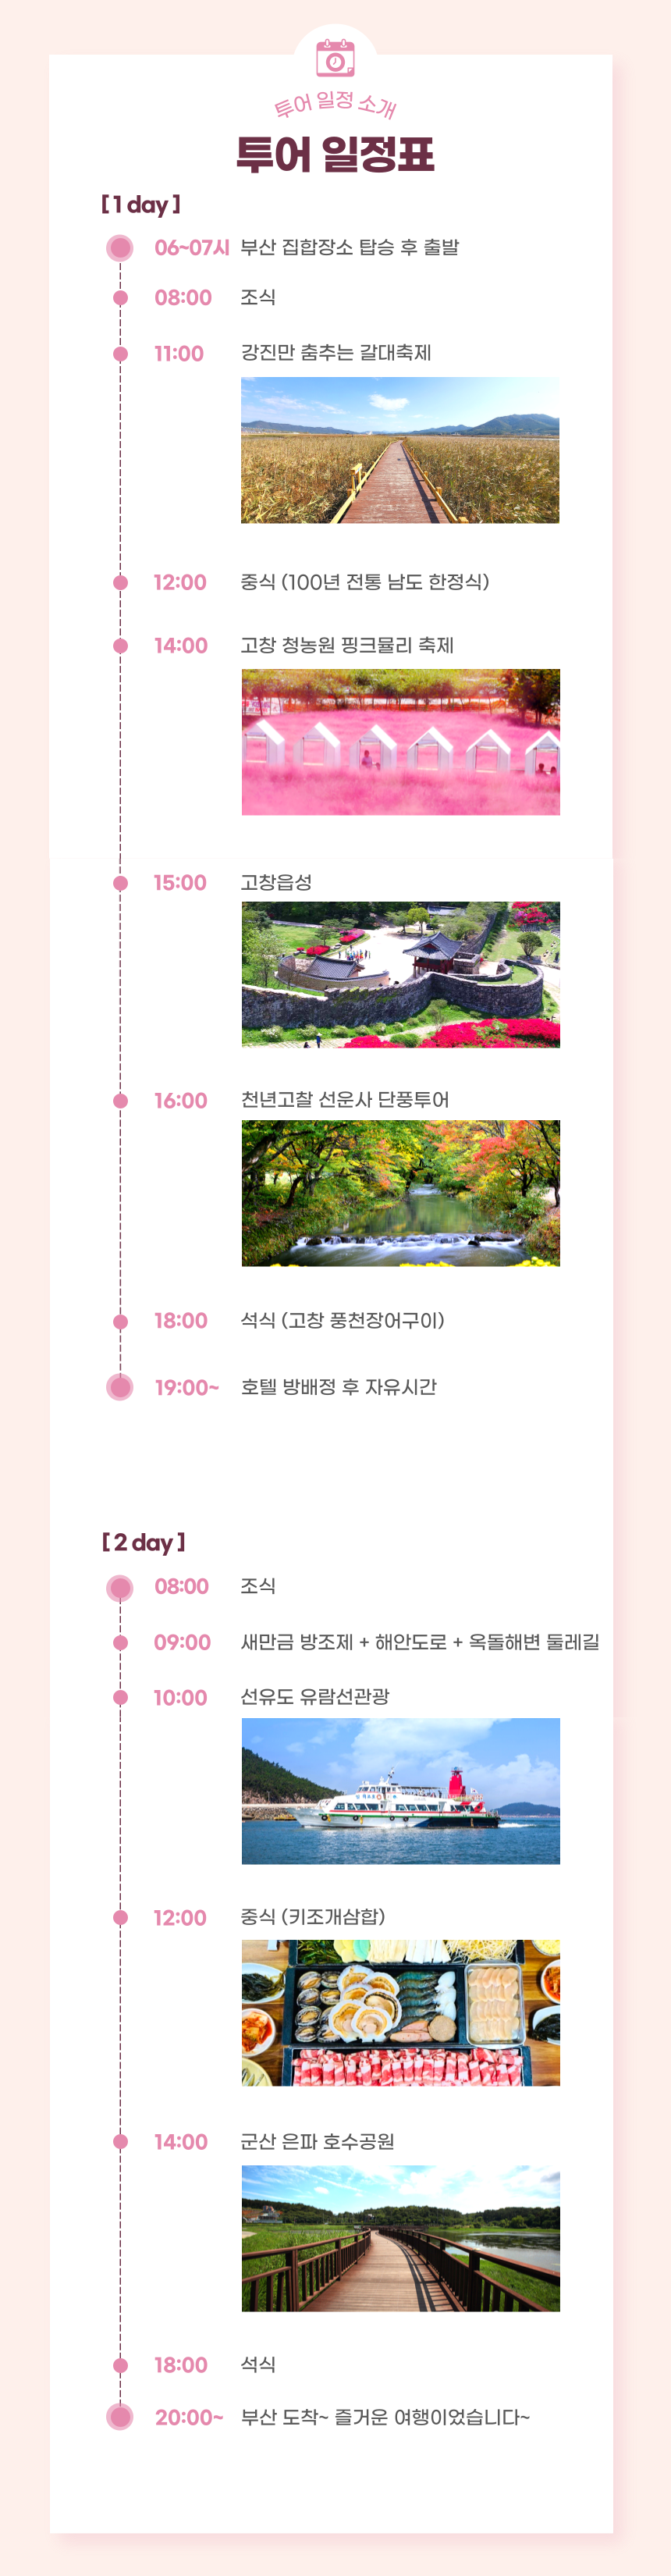 투어 일정 소개
투어 일정표
[ 1 day ]
06~07시 부산 집합장소 탑승 후 출발
08:00 조식
11:00 강진만 춤추는 갈대축제
12:00 중식 (100년 전통 남도 한정식)
14:00 고창 청농원 핑크뮬리 축제
15:00 고창읍성
16:00 천년고찰 선운사 단풍투어
18:00 석식 (고창 풍천장어구이)
19:00~ 호텔 방배정 후 자유시간
[ 2 day ]
08:00 조식
09:00 새만금 방조제 + 해안도로 + 옥돌해변 둘레길
10:00 선유도 유람선관광
12:00 중식 (키조개삼합)
14:00 군산 은파 호수공원
18:00 석식
20:00~ 부산 도착~ 즐거운 여행이었습니다~